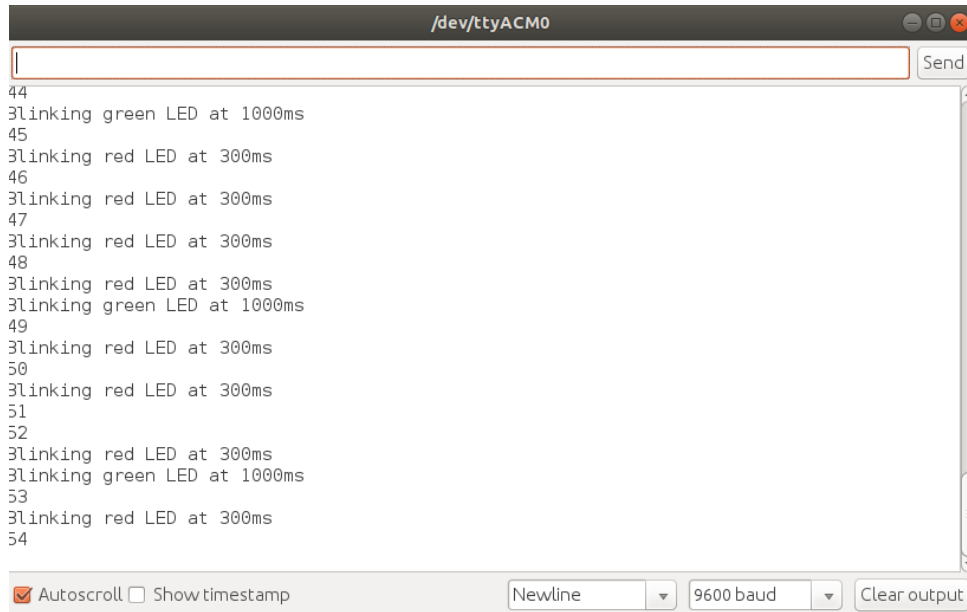 /dev/ttyACM0
Send
44
Blinking green LED at 1000ms
45
Blinking red LED at 300ms
46
Blinking red LED at 300ms
47
Blinking red LED at 300ms
48
Blinking red LED at 300ms
Blinking green LED at 1000ms
49
Blinking red LED at 300ms
50
Blinking red LED at 300ms
51
52
Blinking red LED at 300ms
Blinking green LED at 1000ms
53
Blinking red LED at 300ms
54
Autoscroll Show timestamp Newline 9600 baud Clear output